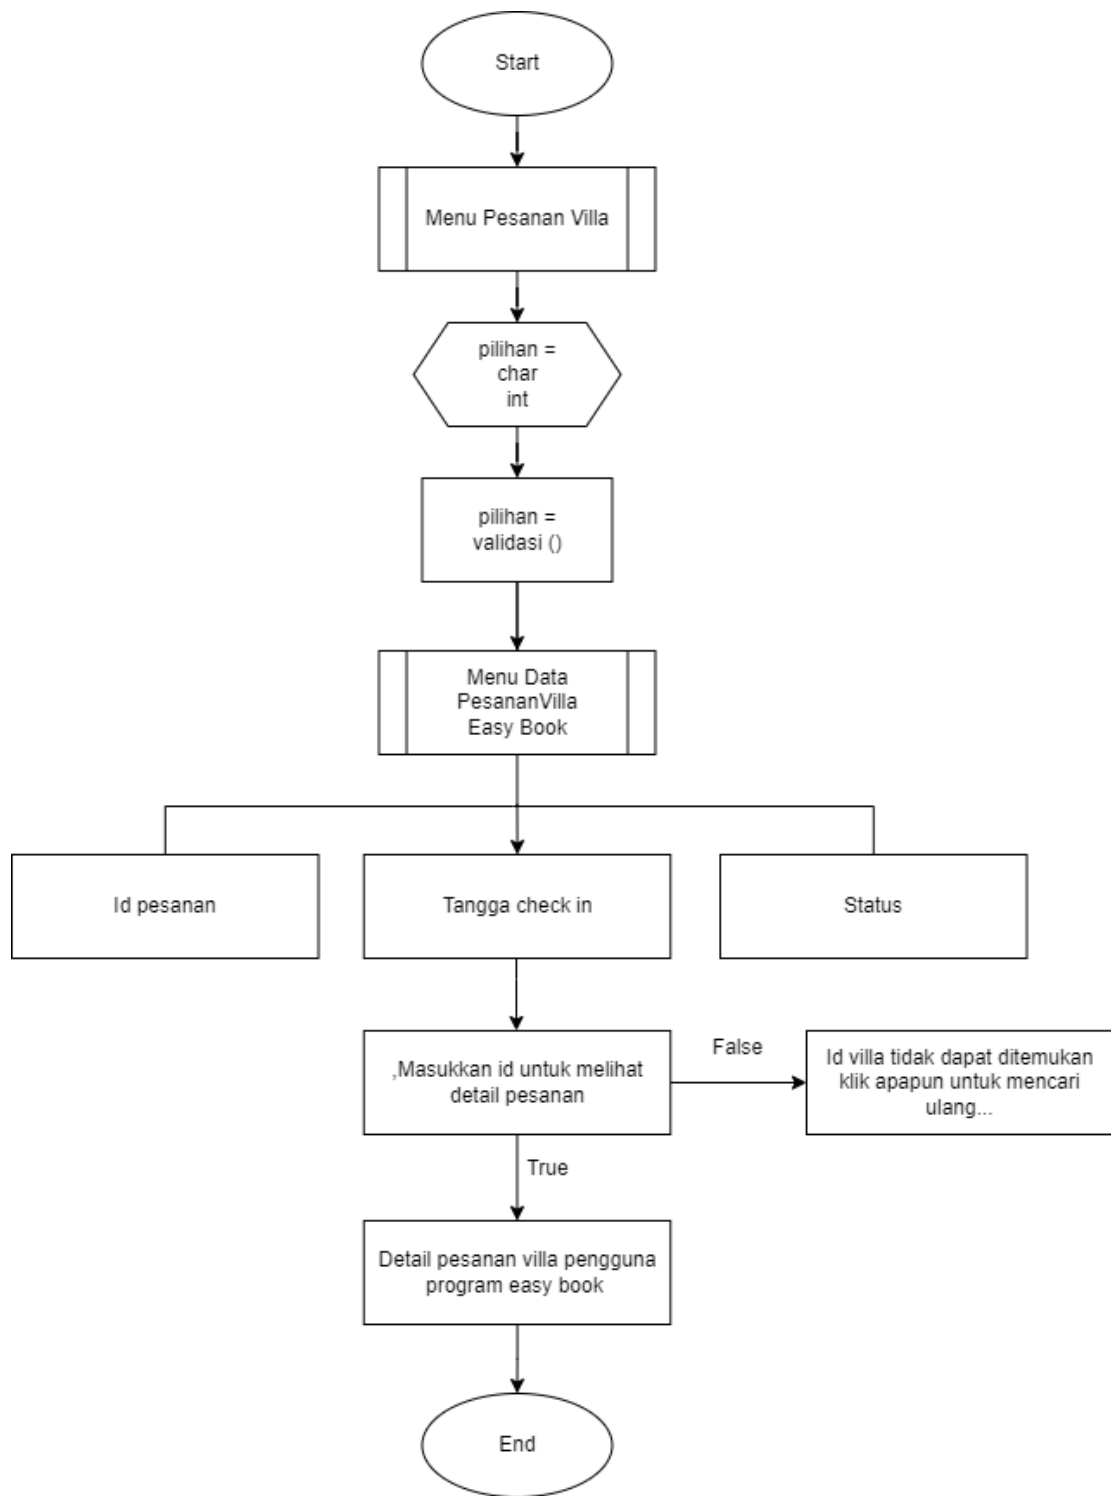 Start
Menu Pesanan Villa
pilihan =
char
int
pilihan =
validasi ()
Menu Data
PesananVilla
Easy Book
Id pesanan
Tangga check in
Status
,Masukkan id untuk melihat
detail pesanan
False
Id villa tidak dapat ditemukan
klik apapun untuk mencari
ulang...
True
Detail pesanan villa pengguna
program easy book
End